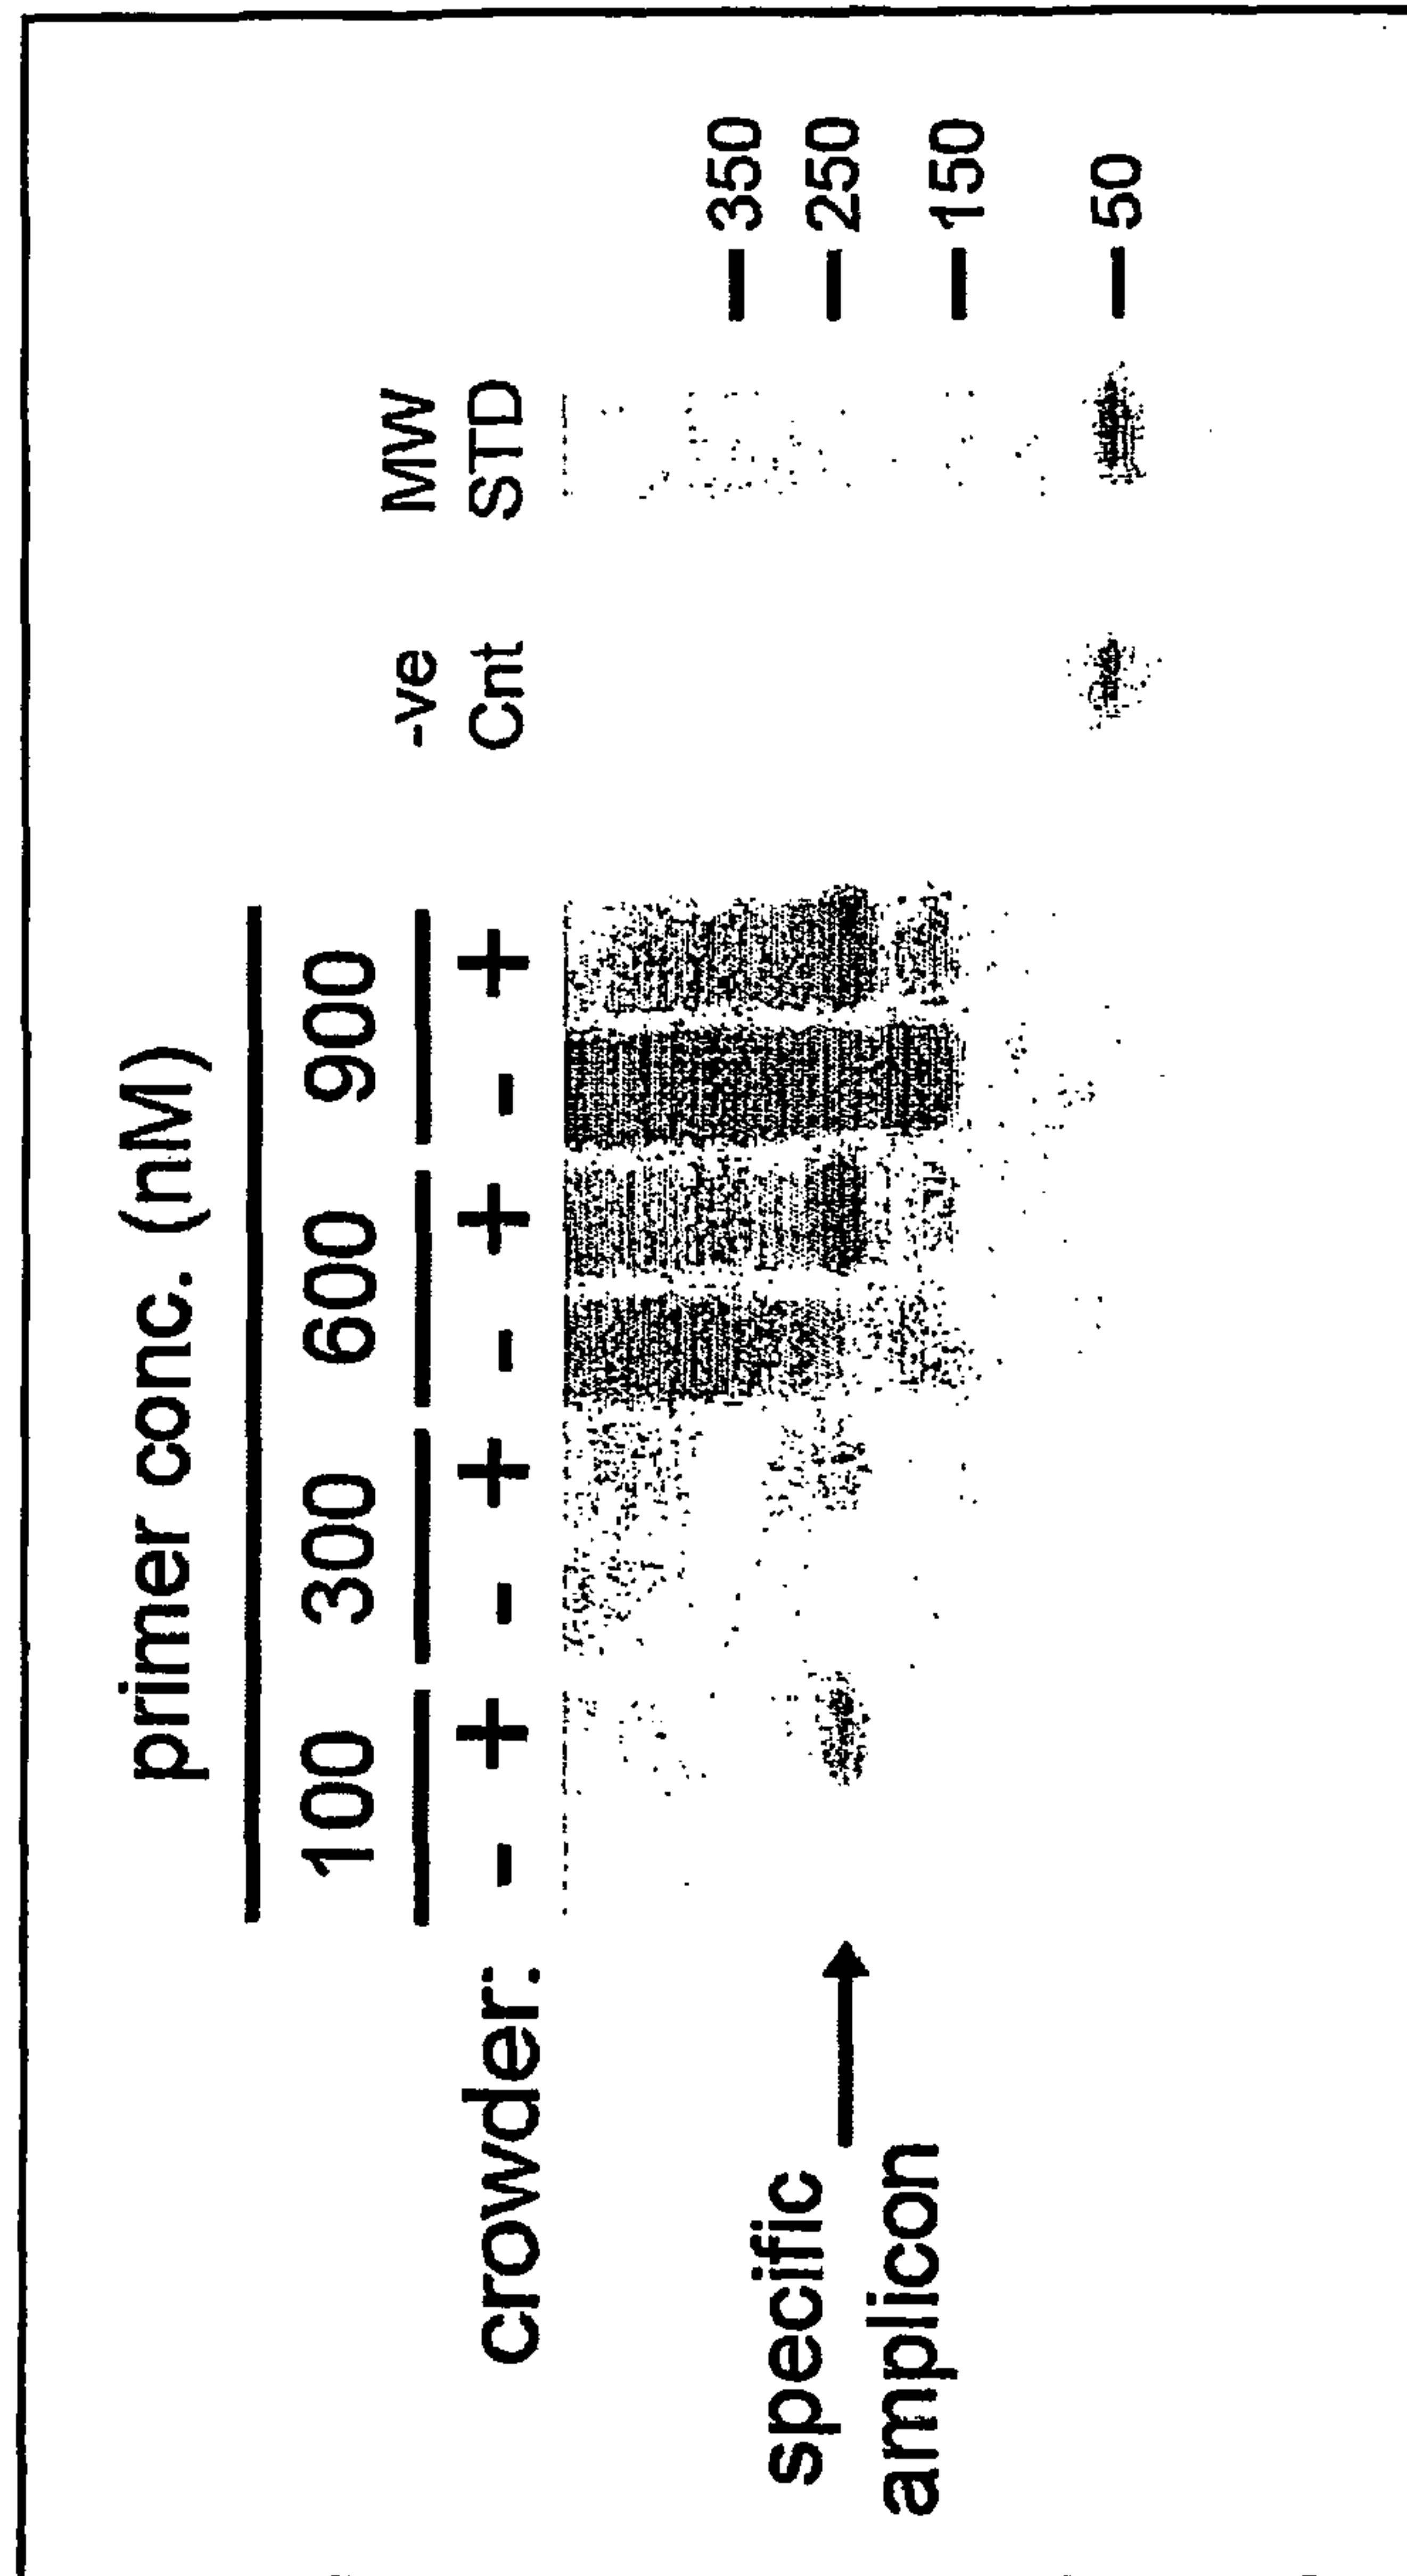 primer conc. (nM)
100 300 600 900
-ve MW
crowder: - + - + - + - + Cnt STD
-350
specific -250
amplicon -150
-50